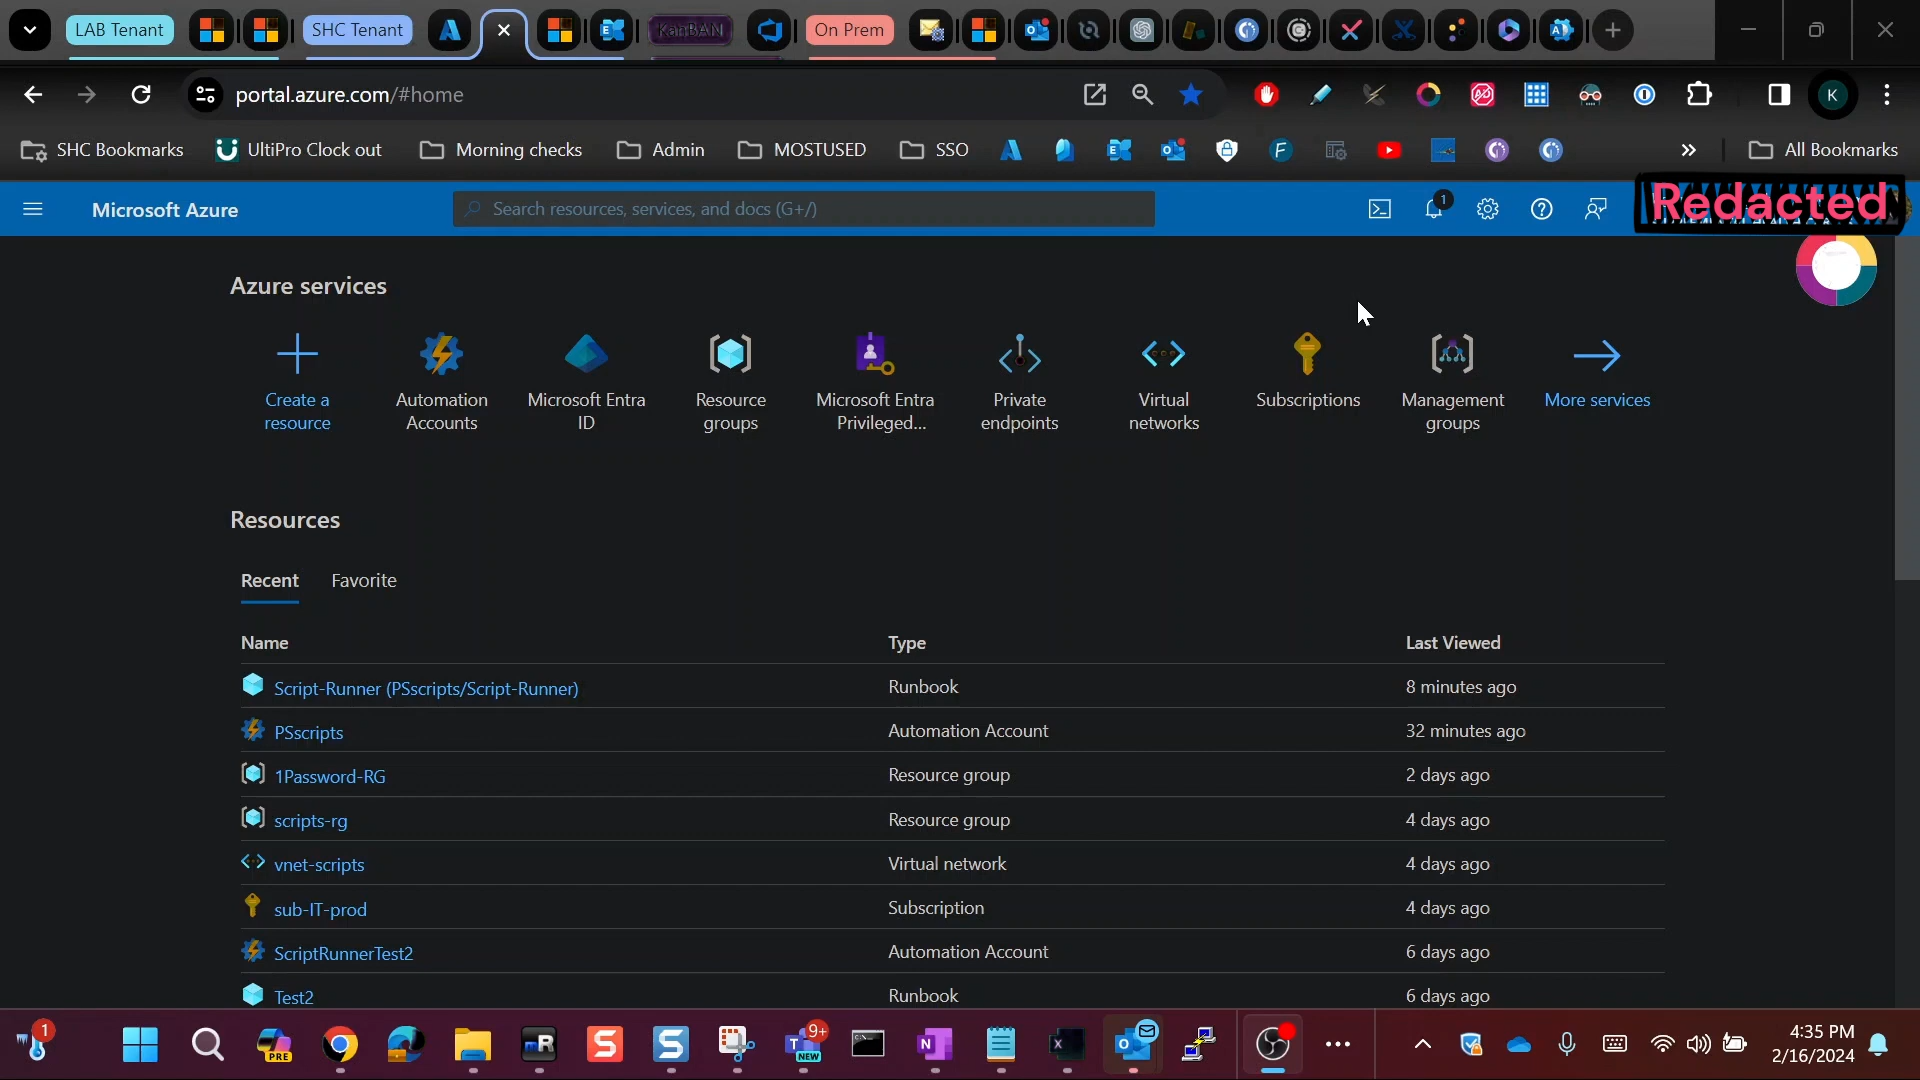 LAB Tenant
SHC Tenant
KanBAN
On Prem
portal.azure.com/#home
K
SHC Bookmarks
UltiPro Clock out
Morning checks
Admin
MOSTUSED
SSO
All Bookmarks
Microsoft Azure
Search resources, services, and docs (G+/)
1
Redacted
Azure services
Create a
resource
Automation
Accounts
Microsoft Entra
ID
Resource
groups
Microsoft Entra
Privileged...
Private
endpoints
Virtual
networks
Subscriptions
Management
groups
More services
Resources
Recent
Favorite
Name
Type
Last Viewed
Script-Runner (PSscripts/Script-Runner)
Runbook
8 minutes ago
PSscripts
Automation Account
32 minutes ago
1Password-RG
Resource group
2 days ago
scripts-rg
Resource group
4 days ago
vnet-scripts
Virtual network
4 days ago
sub-IT-prod
Subscription
4 days ago
ScriptRunnerTest2
Automation Account
6 days ago
Test2
Runbook
6 days ago
1
PRE
mR
S
S
9+
NEW
4:35 PM
2/16/2024